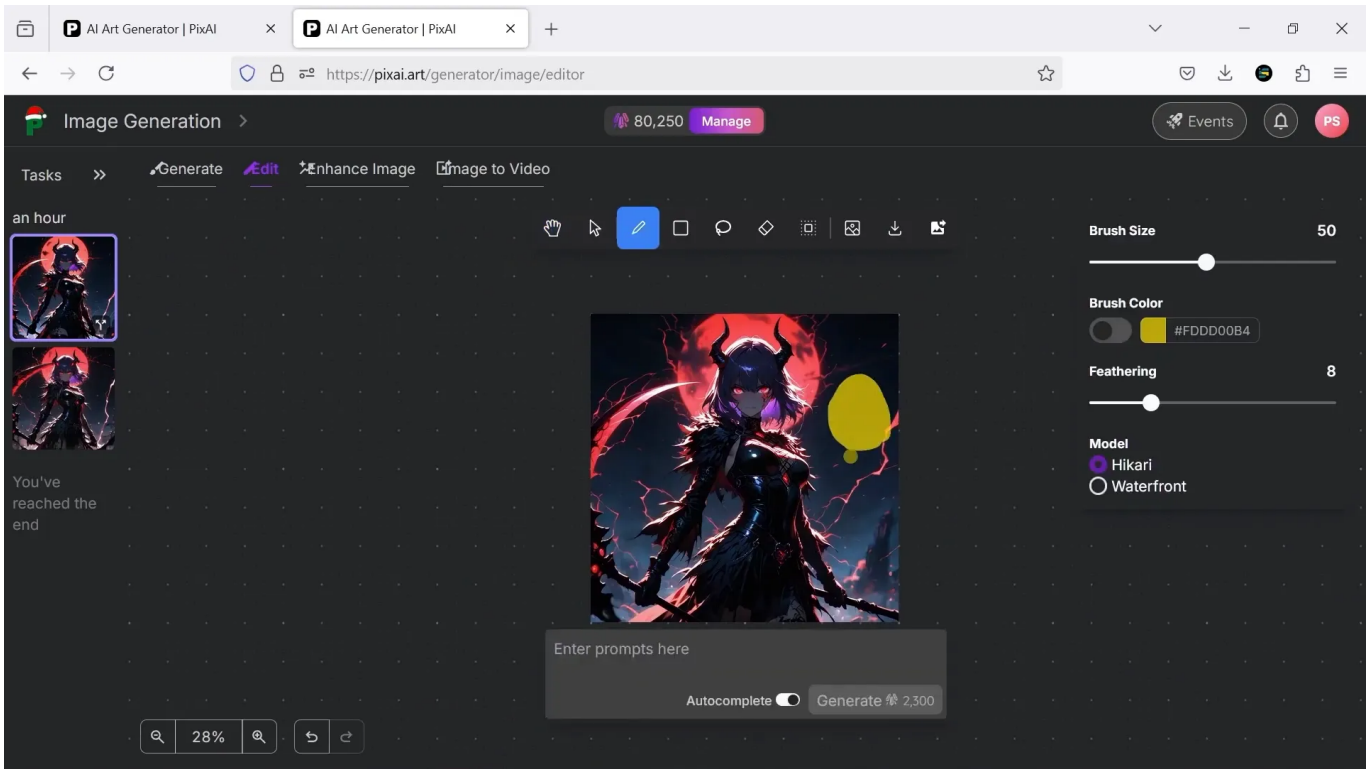 AI Art Generator | PixAI
AI Art Generator | PixAI
https://pixai.art/generator/image/editor
Image Generation
80,250 Manage
Events
PS
Tasks
Generate
Edit
Enhance Image
Image to Video
an hour
Brush Size 50
Brush Color
#FDDD00B4
Feathering 8
Model
Hikari
Waterfront
You've
reached the
end
Enter prompts here
Autocomplete
Generate 2,300
28%